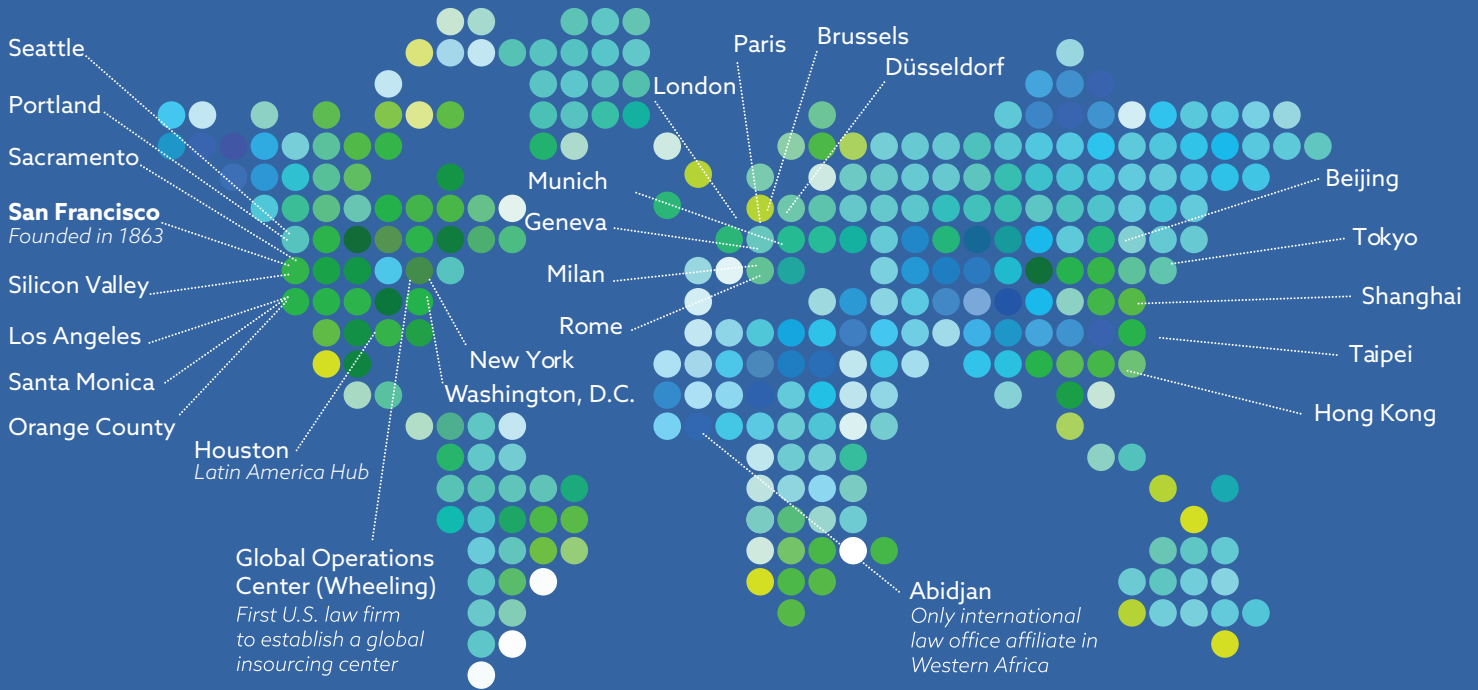 Seattle
Portland
Sacramento
San Francisco
Founded in 1863
Silicon Valley
Los Angeles
Santa Monica
Orange County
Houston
Latin America Hub
Global Operations
Center (Wheeling)
First U.S. law firm
to establish a global
insourcing center
New York
Washington, D.C.
London
Paris
Brussels
Düsseldorf
Munich
Geneva
Milan
Rome
Abidjan
Only international
law office affiliate in
Western Africa
Beijing
Tokyo
Shanghai
Taipei
Hong Kong